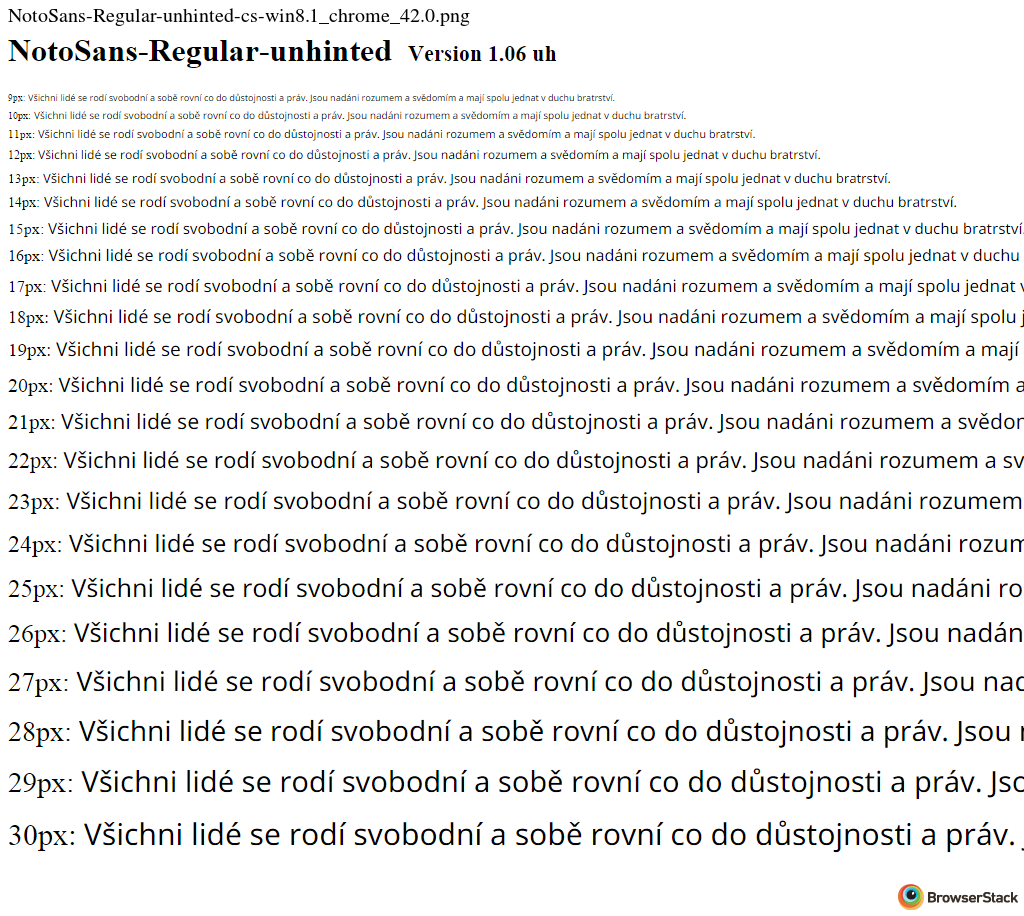 NotoSans-Regular-unhinted-cs-win8.1_chrome_42.0.png
NotoSans-Regular-unhinted Version 1.06 uh
9px: Všichni lidé se rodí svobodní a sobě rovní co do důstojnosti a práv. Jsou nadáni rozumem a svědomím a mají spolu jednat v duchu bratrství.
10px: Všichni lidé se rodí svobodní a sobě rovní co do důstojnosti a práv. Jsou nadáni rozumem a svědomím a mají spolu jednat v duchu bratrství.
11px: Všichni lidé se rodí svobodní a sobě rovní co do důstojnosti a práv. Jsou nadáni rozumem a svědomím a mají spolu jednat v duchu bratrství.
12px: Všichni lidé se rodí svobodní a sobě rovní co do důstojnosti a práv. Jsou nadáni rozumem a svědomím a mají spolu jednat v duchu bratrství.
13px: Všichni lidé se rodí svobodní a sobě rovní co do důstojnosti a práv. Jsou nadáni rozumem a svědomím a mají spolu jednat v duchu bratrství.
14px: Všichni lidé se rodí svobodní a sobě rovní co do důstojnosti a práv. Jsou nadáni rozumem a svědomím a mají spolu jednat v duchu bratrství.
15px: Všichni lidé se rodí svobodní a sobě rovní co do důstojnosti a práv. Jsou nadáni rozumem a svědomím a mají spolu jednat v duchu bratrství.
16px: Všichni lidé se rodí svobodní a sobě rovní co do důstojnosti a práv. Jsou nadáni rozumem a svědomím a mají spolu jednat v duchu
17px: Všichni lidé se rodí svobodní a sobě rovní co do důstojnosti a práv. Jsou nadáni rozumem a svědomím a mají spolu jednat v
18px: Všichni lidé se rodí svobodní a sobě rovní co do důstojnosti a práv. Jsou nadáni rozumem a svědomím a mají spolu j
19px: Všichni lidé se rodí svobodní a sobě rovní co do důstojnosti a práv. Jsou nadáni rozumem a svědomím a mají
20px: Všichni lidé se rodí svobodní a sobě rovní co do důstojnosti a práv. Jsou nadáni rozumem a svědomím a
21px: Všichni lidé se rodí svobodní a sobě rovní co do důstojnosti a práv. Jsou nadáni rozumem a svědom
22px: Všichni lidé se rodí svobodní a sobě rovní co do důstojnosti a práv. Jsou nadáni rozumem a sv
23px: Všichni lidé se rodí svobodní a sobě rovní co do důstojnosti a práv. Jsou nadáni rozumem
24px: Všichni lidé se rodí svobodní a sobě rovní co do důstojnosti a práv. Jsou nadáni rozum
25px: Všichni lidé se rodí svobodní a sobě rovní co do důstojnosti a práv. Jsou nadáni ro
26px: Všichni lidé se rodí svobodní a sobě rovní co do důstojnosti a práv. Jsou nadán
27px: Všichni lidé se rodí svobodní a sobě rovní co do důstojnosti a práv. Jsou nad
28px: Všichni lidé se rodí svobodní a sobě rovní co do důstojnosti a práv. Jsou
29px: Všichni lidé se rodí svobodní a sobě rovní co do důstojnosti a práv. Jso
30px: Všichni lidé se rodí svobodní a sobě rovní co do důstojnosti a práv.
BrowserStack